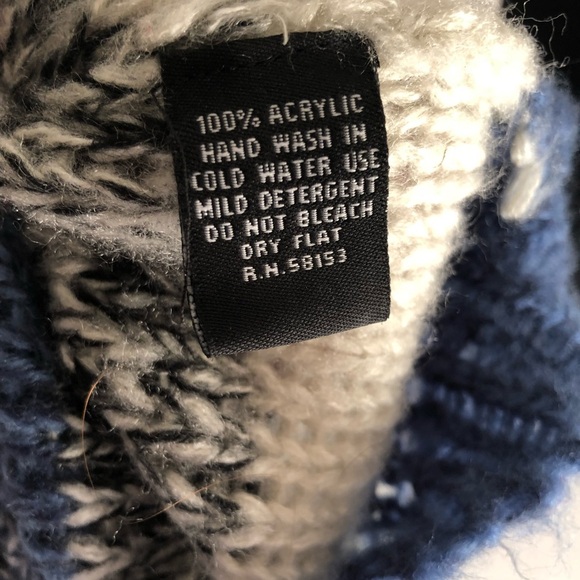 100% ACRYLIC
HAND WASH IN
COLD WATER USE
MILD DETERGENT
DO NOT BLEACH
DRY FLAT
R.N.58153